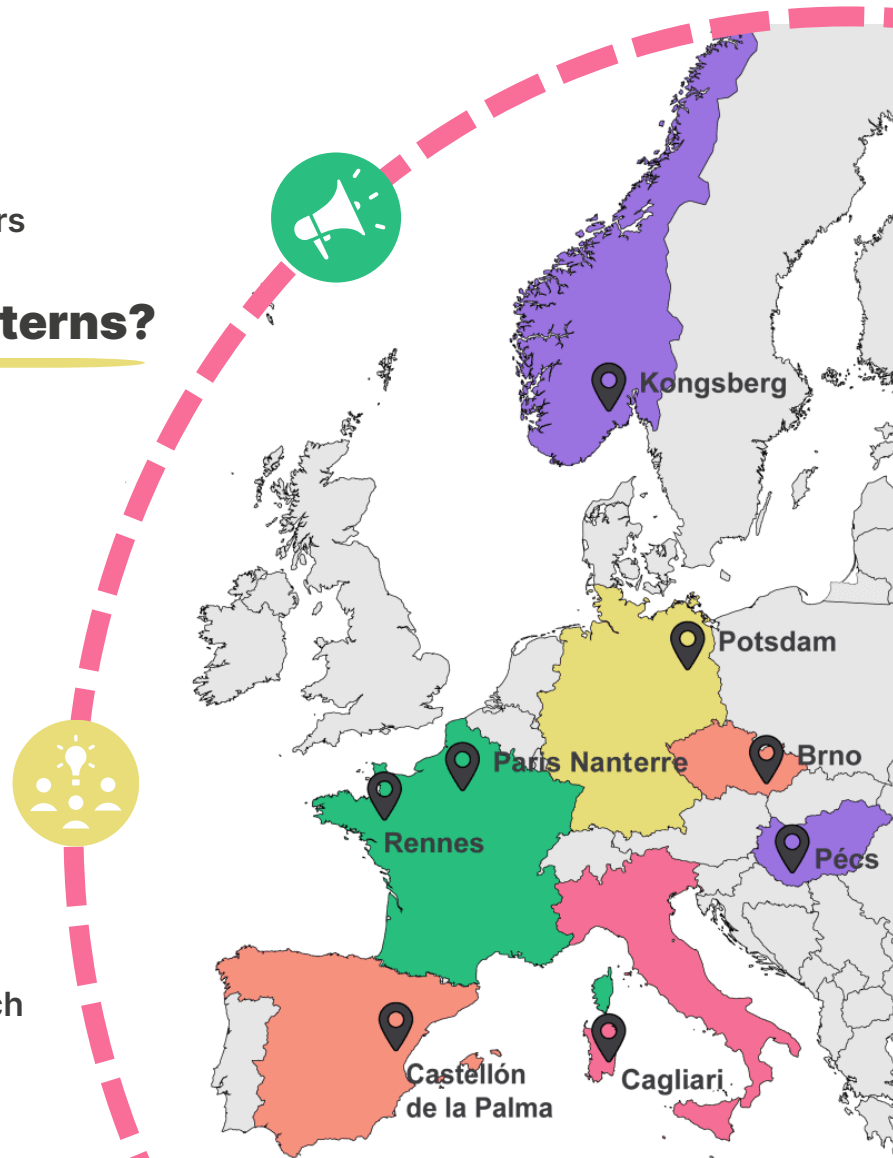 rs
terns?
Kongsberg
Potsdam
Paris Nanterre
Brno
Rennes
Pécs
ch
Castellón
de la Palma
Cagliari